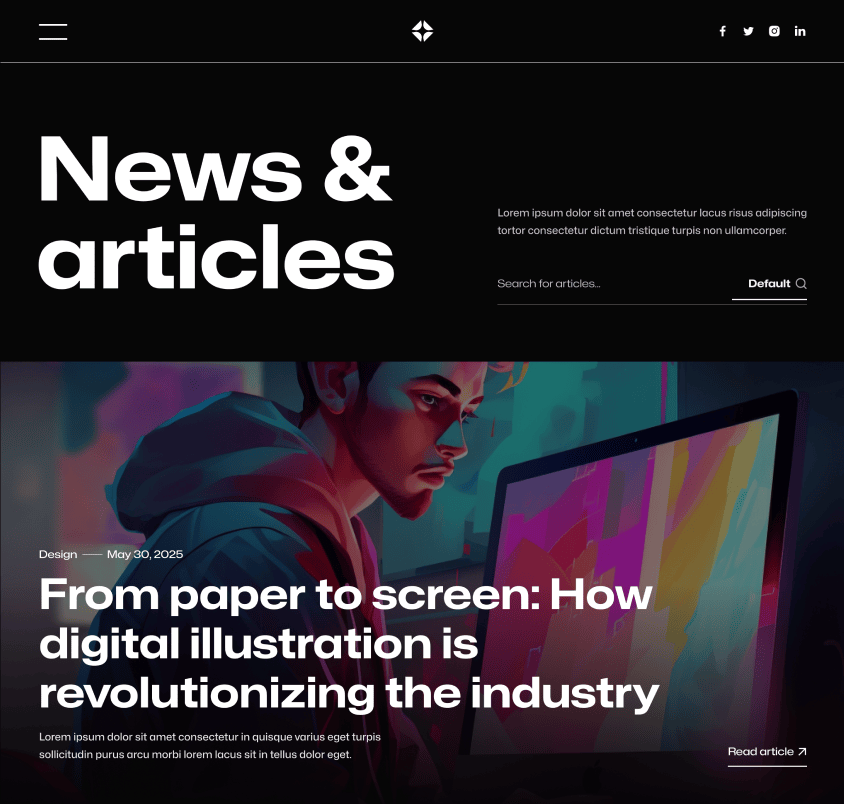 News &
articles
Lorem ipsum dolor sit amet consectetur lacus risus adipiscing
tortor consectetur dictum tristique turpis non ullamcorper.
Search for articles...
Default
Design — May 30, 2025
From paper to screen: How
digital illustration is
revolutionizing the industry
Lorem ipsum dolor sit amet consectetur in quisque varius eget turpis
sollicitudin purus arcu morbi lorem lacus sit in tellus dolor eget.
Read article